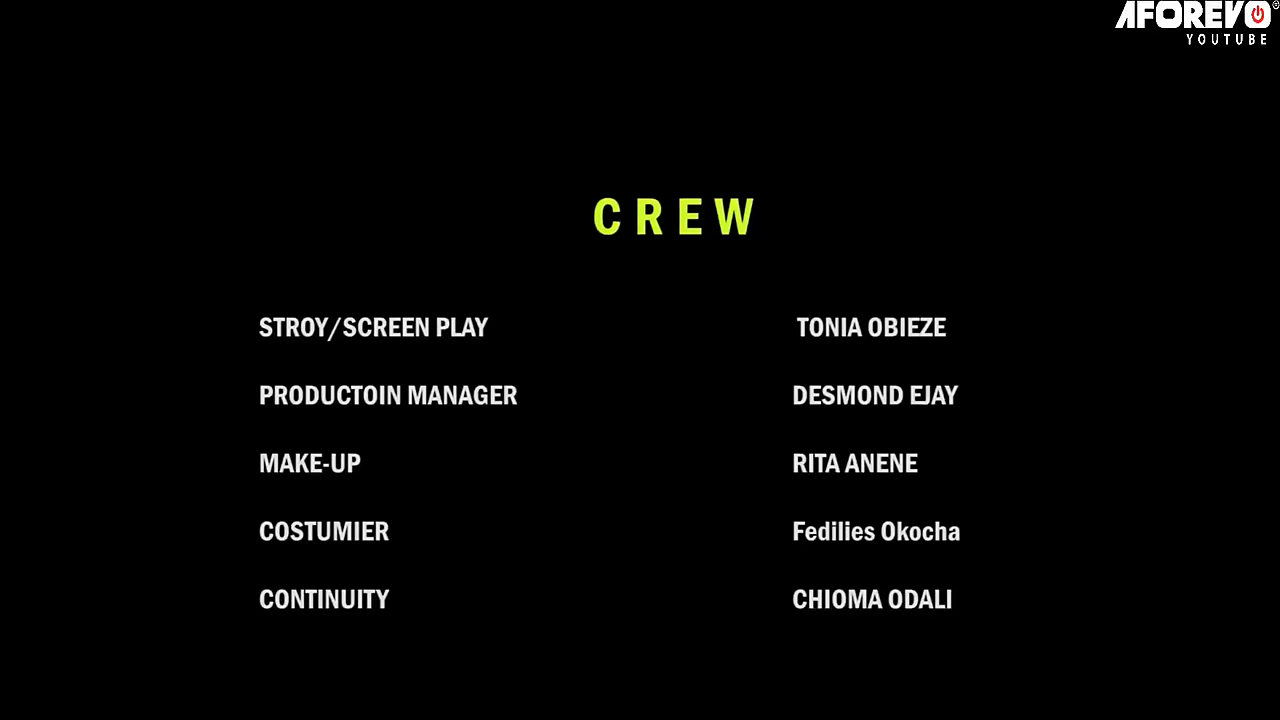 AFOREVO®
YOUTUBE
CREW
STROY/SCREEN PLAY TONIA OBIEZE
PRODUCTOIN MANAGER DESMOND EJAY
MAKE-UP RITA ANENE
COSTUMIER Fedilies Okocha
CONTINUITY CHIOMA ODALI